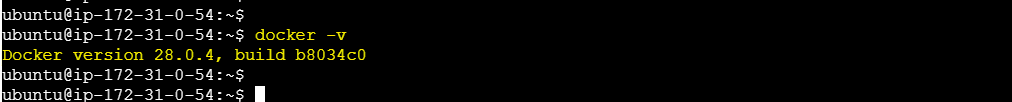 ubuntu@ip-172-31-0-54:~$
ubuntu@ip-172-31-0-54:~$ docker -v
Docker version 28.0.4, build b8034c0
ubuntu@ip-172-31-0-54:~$
ubuntu@ip-172-31-0-54:~$